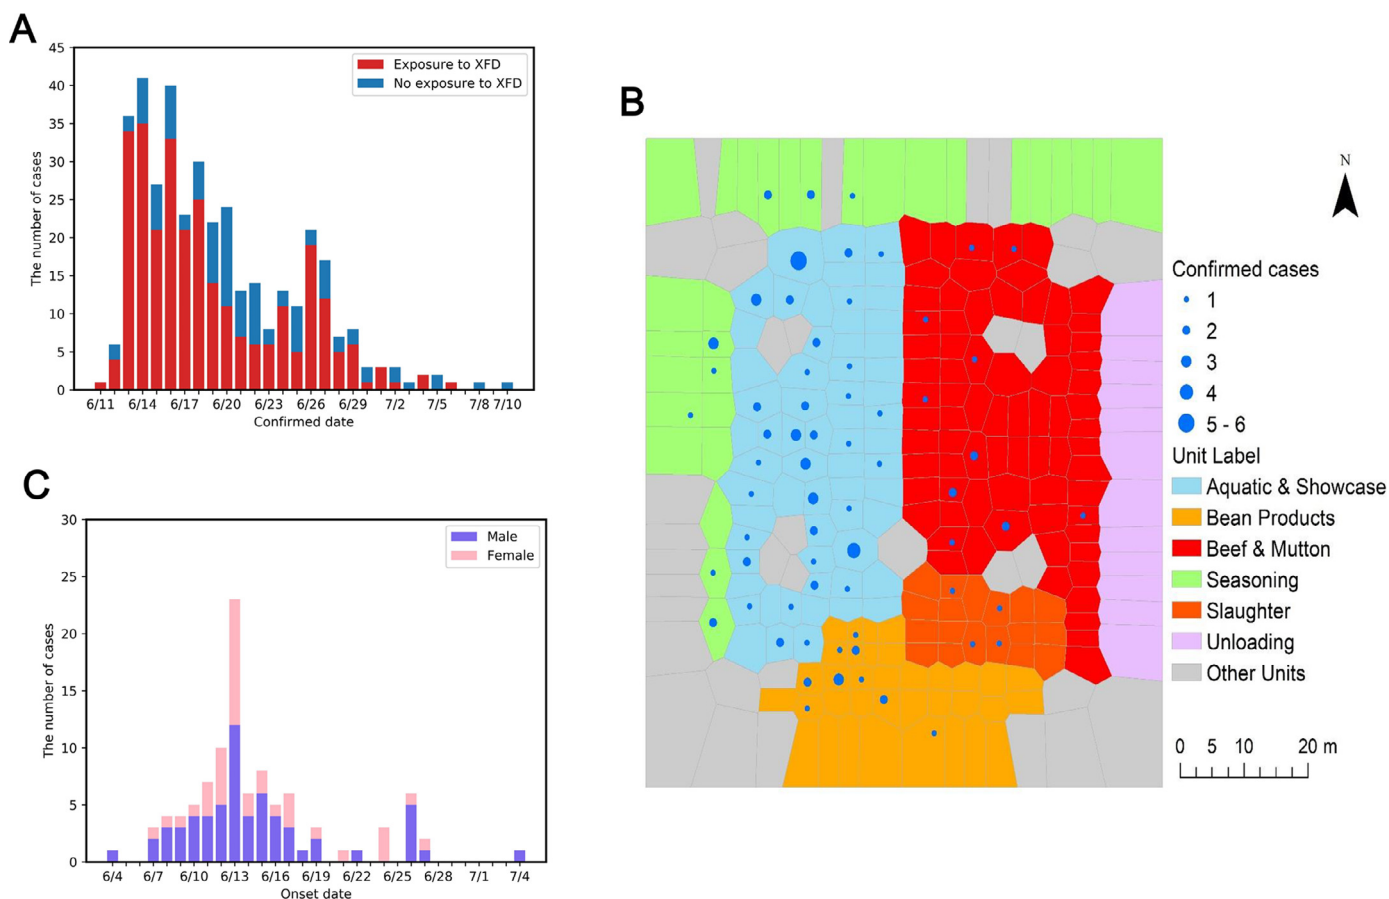 A
45
40
35
30
25
20
15
10
5
0
The number of cases
Exposure to XFD
No exposure to XFD
6/11 6/14 6/17 6/20 6/23 6/26 6/29 7/2 7/5 7/8 7/10
Confirmed date
B
N
Confirmed cases
1
2
3
4
5 - 6
Unit Label
Aquatic & Showcase
Bean Products
Beef & Mutton
Seasoning
Slaughter
Unloading
Other Units
0 5 10 20 m
C
30
25
20
15
10
5
0
The number of cases
Male
Female
6/4 6/7 6/10 6/13 6/16 6/19 6/22 6/25 6/28 7/1 7/4
Onset date